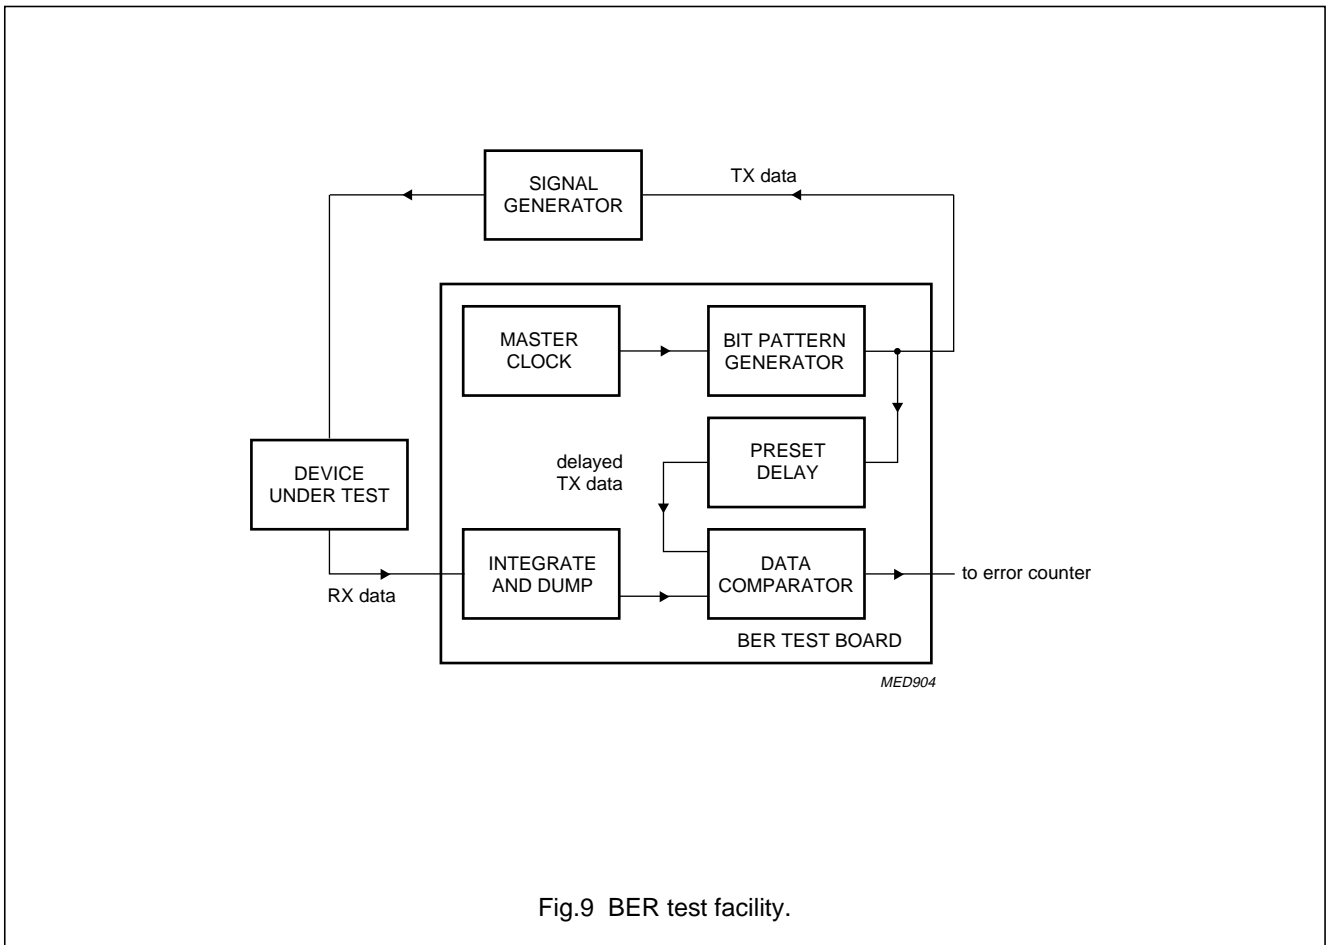 SIGNAL
GENERATOR
TX data
MASTER
CLOCK
BIT PATTERN
GENERATOR
PRESET
DELAY
delayed
TX data
DEVICE
UNDER TEST
INTEGRATE
AND DUMP
DATA
COMPARATOR
to error counter
RX data
BER TEST BOARD
MED904
Fig.9 BER test facility.